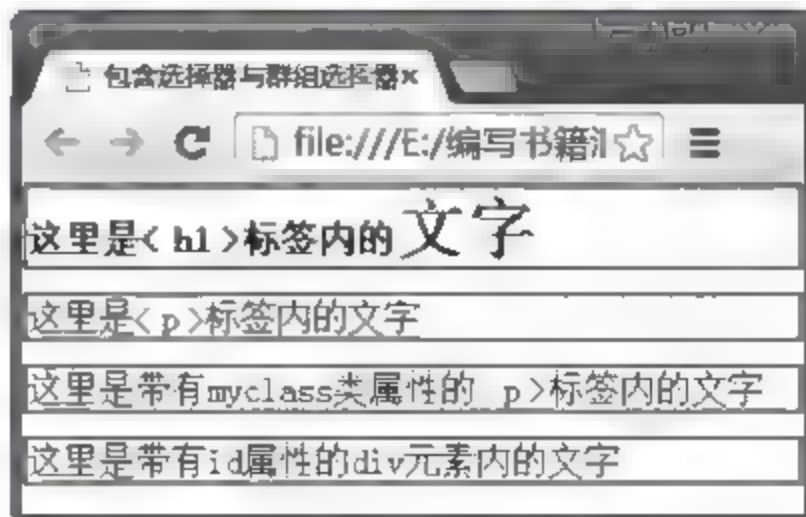 包含选择器与群组选择器×
file:///E:/编写书籍
这里是< h1 >标签内的文字
这里是< p >标签内的文字
这里是带有myclass类属性的 p >标签内的文字
这里是带有id属性的div元素内的文字